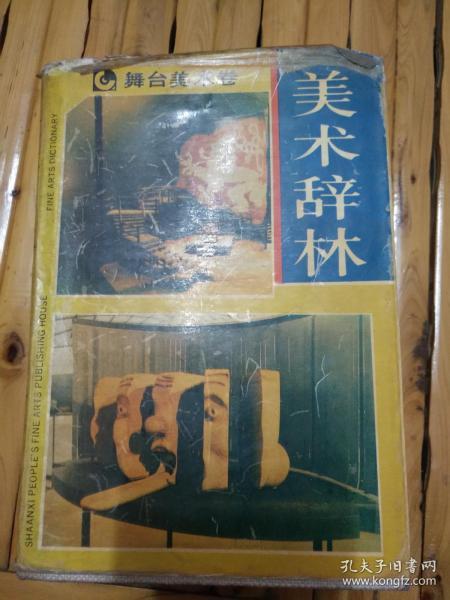 舞台美术卷
美术辞林
FINE ARTS DICTIONARY
SHAANXI PEOPLE'S FINE ARTS PUBLISHING HOUSE
孔夫子旧书网
www.kongfz.com